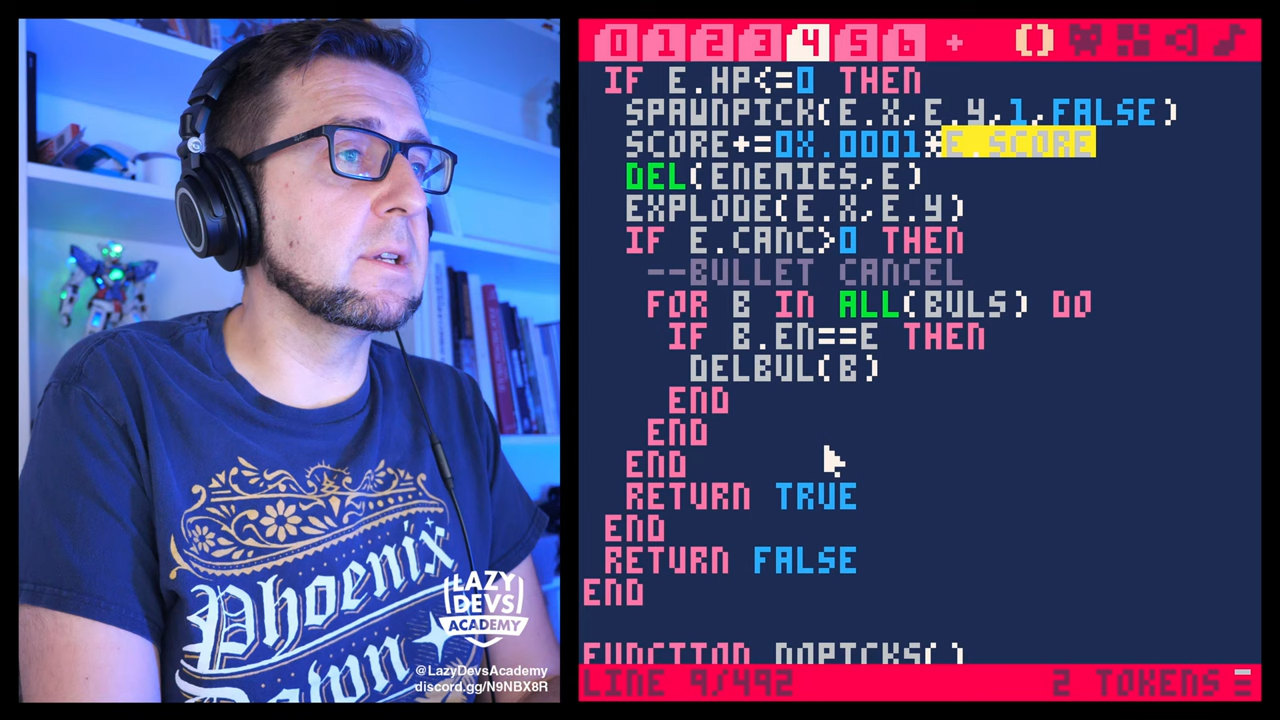 0 1 2 3 4 5 6 + ()
IF E.HP<=0 THEN
SPAWNPICK(E.X,E.Y,1,FALSE)
SCORE+=0X.0001*E.SCORE
DEL(ENEMIES,E)
EXPLODE(E.X,E.Y)
IF E.CANC>0 THEN
--BULLET CANCEL
FOR B IN ALL(BULS) DO
IF B.EN==E THEN
DELBUL(B)
END
END
END
RETURN TRUE
END
RETURN FALSE
END
FUNCTION DOPICKS()
LINE 9/492
2 TOKENS
Phoenix
Down
LAZY
DEVS
ACADEMY
@LazyDevsAcademy
discord.gg/N9NBX8R